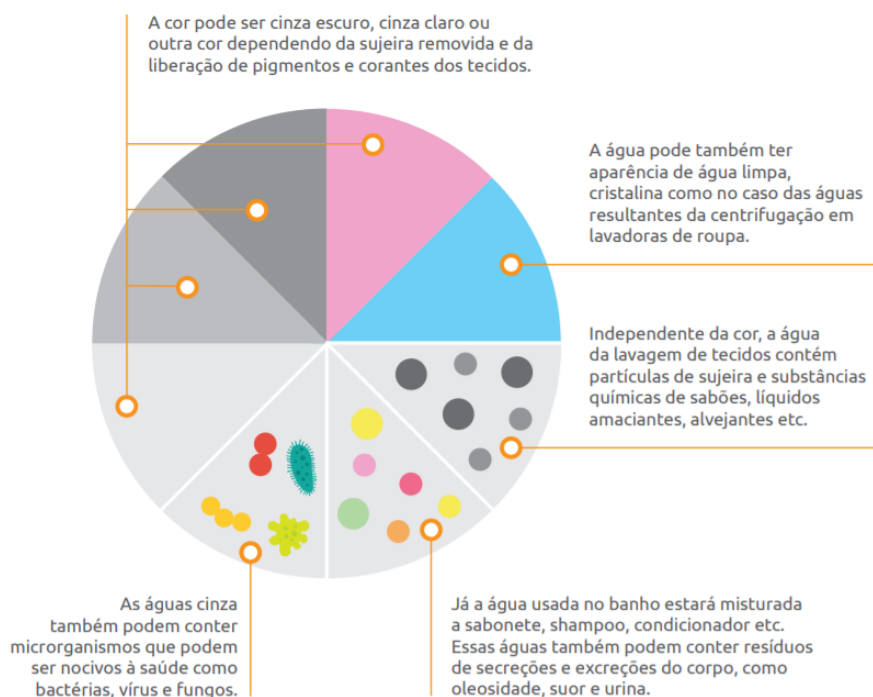 A cor pode ser cinza escuro, cinza claro ou
outra cor dependendo da sujeira removida e da
liberação de pigmentos e corantes dos tecidos.
A água pode também ter
aparência de água limpa,
cristalina como no caso das águas
resultantes da centrifugação em
lavadoras de roupa.
Independente da cor, a água
da lavagem de tecidos contém
partículas de sujeira e substâncias
químicas de sabões, líquidos
amaciantes, alvejantes etc.
As águas cinza
também podem conter
microrganismos que podem
ser nocivos à saúde como
bactérias, vírus e fungos.
Já a água usada no banho estará misturada
a sabonete, shampoo, condicionador etc.
Essas águas também podem conter resíduos
de secreções e excreções do corpo, como
oleosidade, suor e urina.